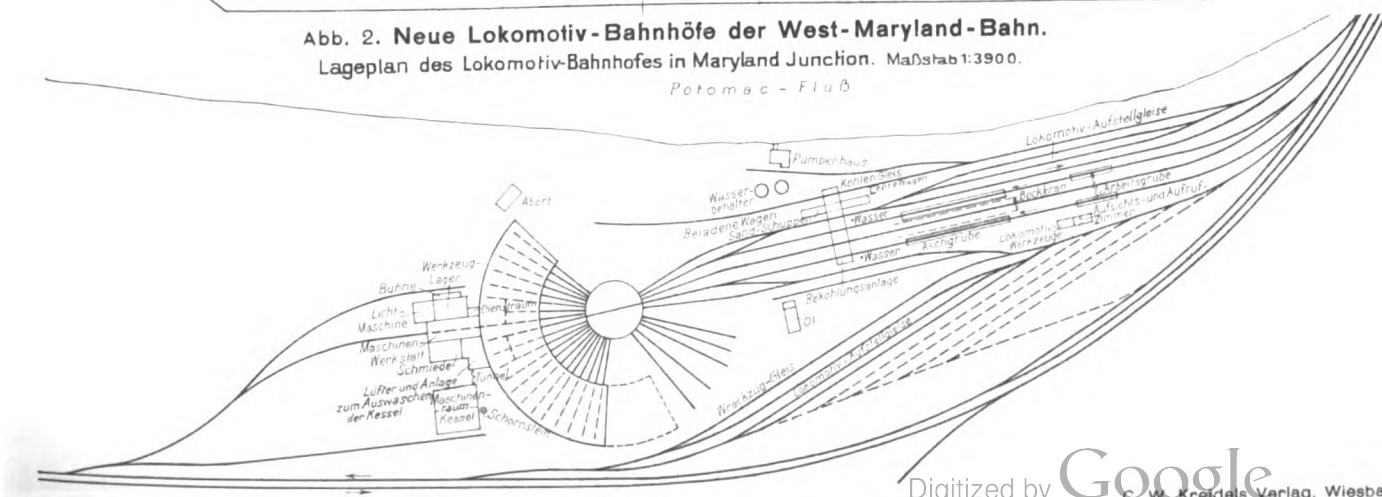 Abb. 2. Neue Lokomotiv-Bahnhöfe der West-Maryland-Bahn.
Lageplan des Lokomotiv-Bahnhofes in Maryland Junction. Maßstab 1:3900.
Potomac - Fluß
Lokomotiv-Aufstellgleise
Pumpenhaus
Kohlen Gleis
Leere Wagen
Wasser-
behälter
Abort
Beladene Wagen
Sand-Schuppen
Wasser
Bockkran
Arbeitsgrube
Aufsichts- und Aufruf-
zimmer
Lokomotiv-
Werkzeuge
Aschgrube
Wasser
Bekohlungsanlage
Öl
Werkzeug-
Lager
Bühne
Dienstraum
Licht
Maschine
Maschinen
Werkstatt
Schmiede
Tunnel
Lüfter und Anlage
zum Auswaschen
der Kessel
Maschinen-
raum
Kessel
Schornstein
Wrackzug-Gleis
Lokomotiv-Aufstellgleise
Digitized by Google
C. W. Kreidels Verlag, Wiesba